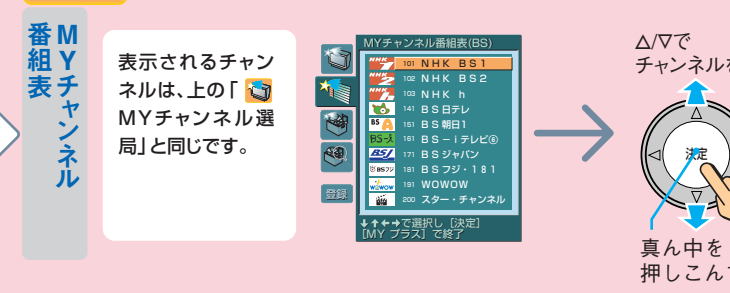 MYチャンネル
番組表
表示されるチャン
ネルは、上の「
MYチャンネル選
局」と同じです。
登録
MYチャンネル番組表(BS)
101 NHK BS1
102 NHK BS2
103 NHK h
141 BS日テレ
151 BS朝日1
161 BS－iテレビ⑥
171 BSジャパン
181 BSフジ・181
191 WOWOW
200 スター・チャンネル
↓↑←→で選択し［決定］
［MY プラス］で終了
△/▽で
チャンネルを
△
◁
決定
▽
真ん中を
押しこんで